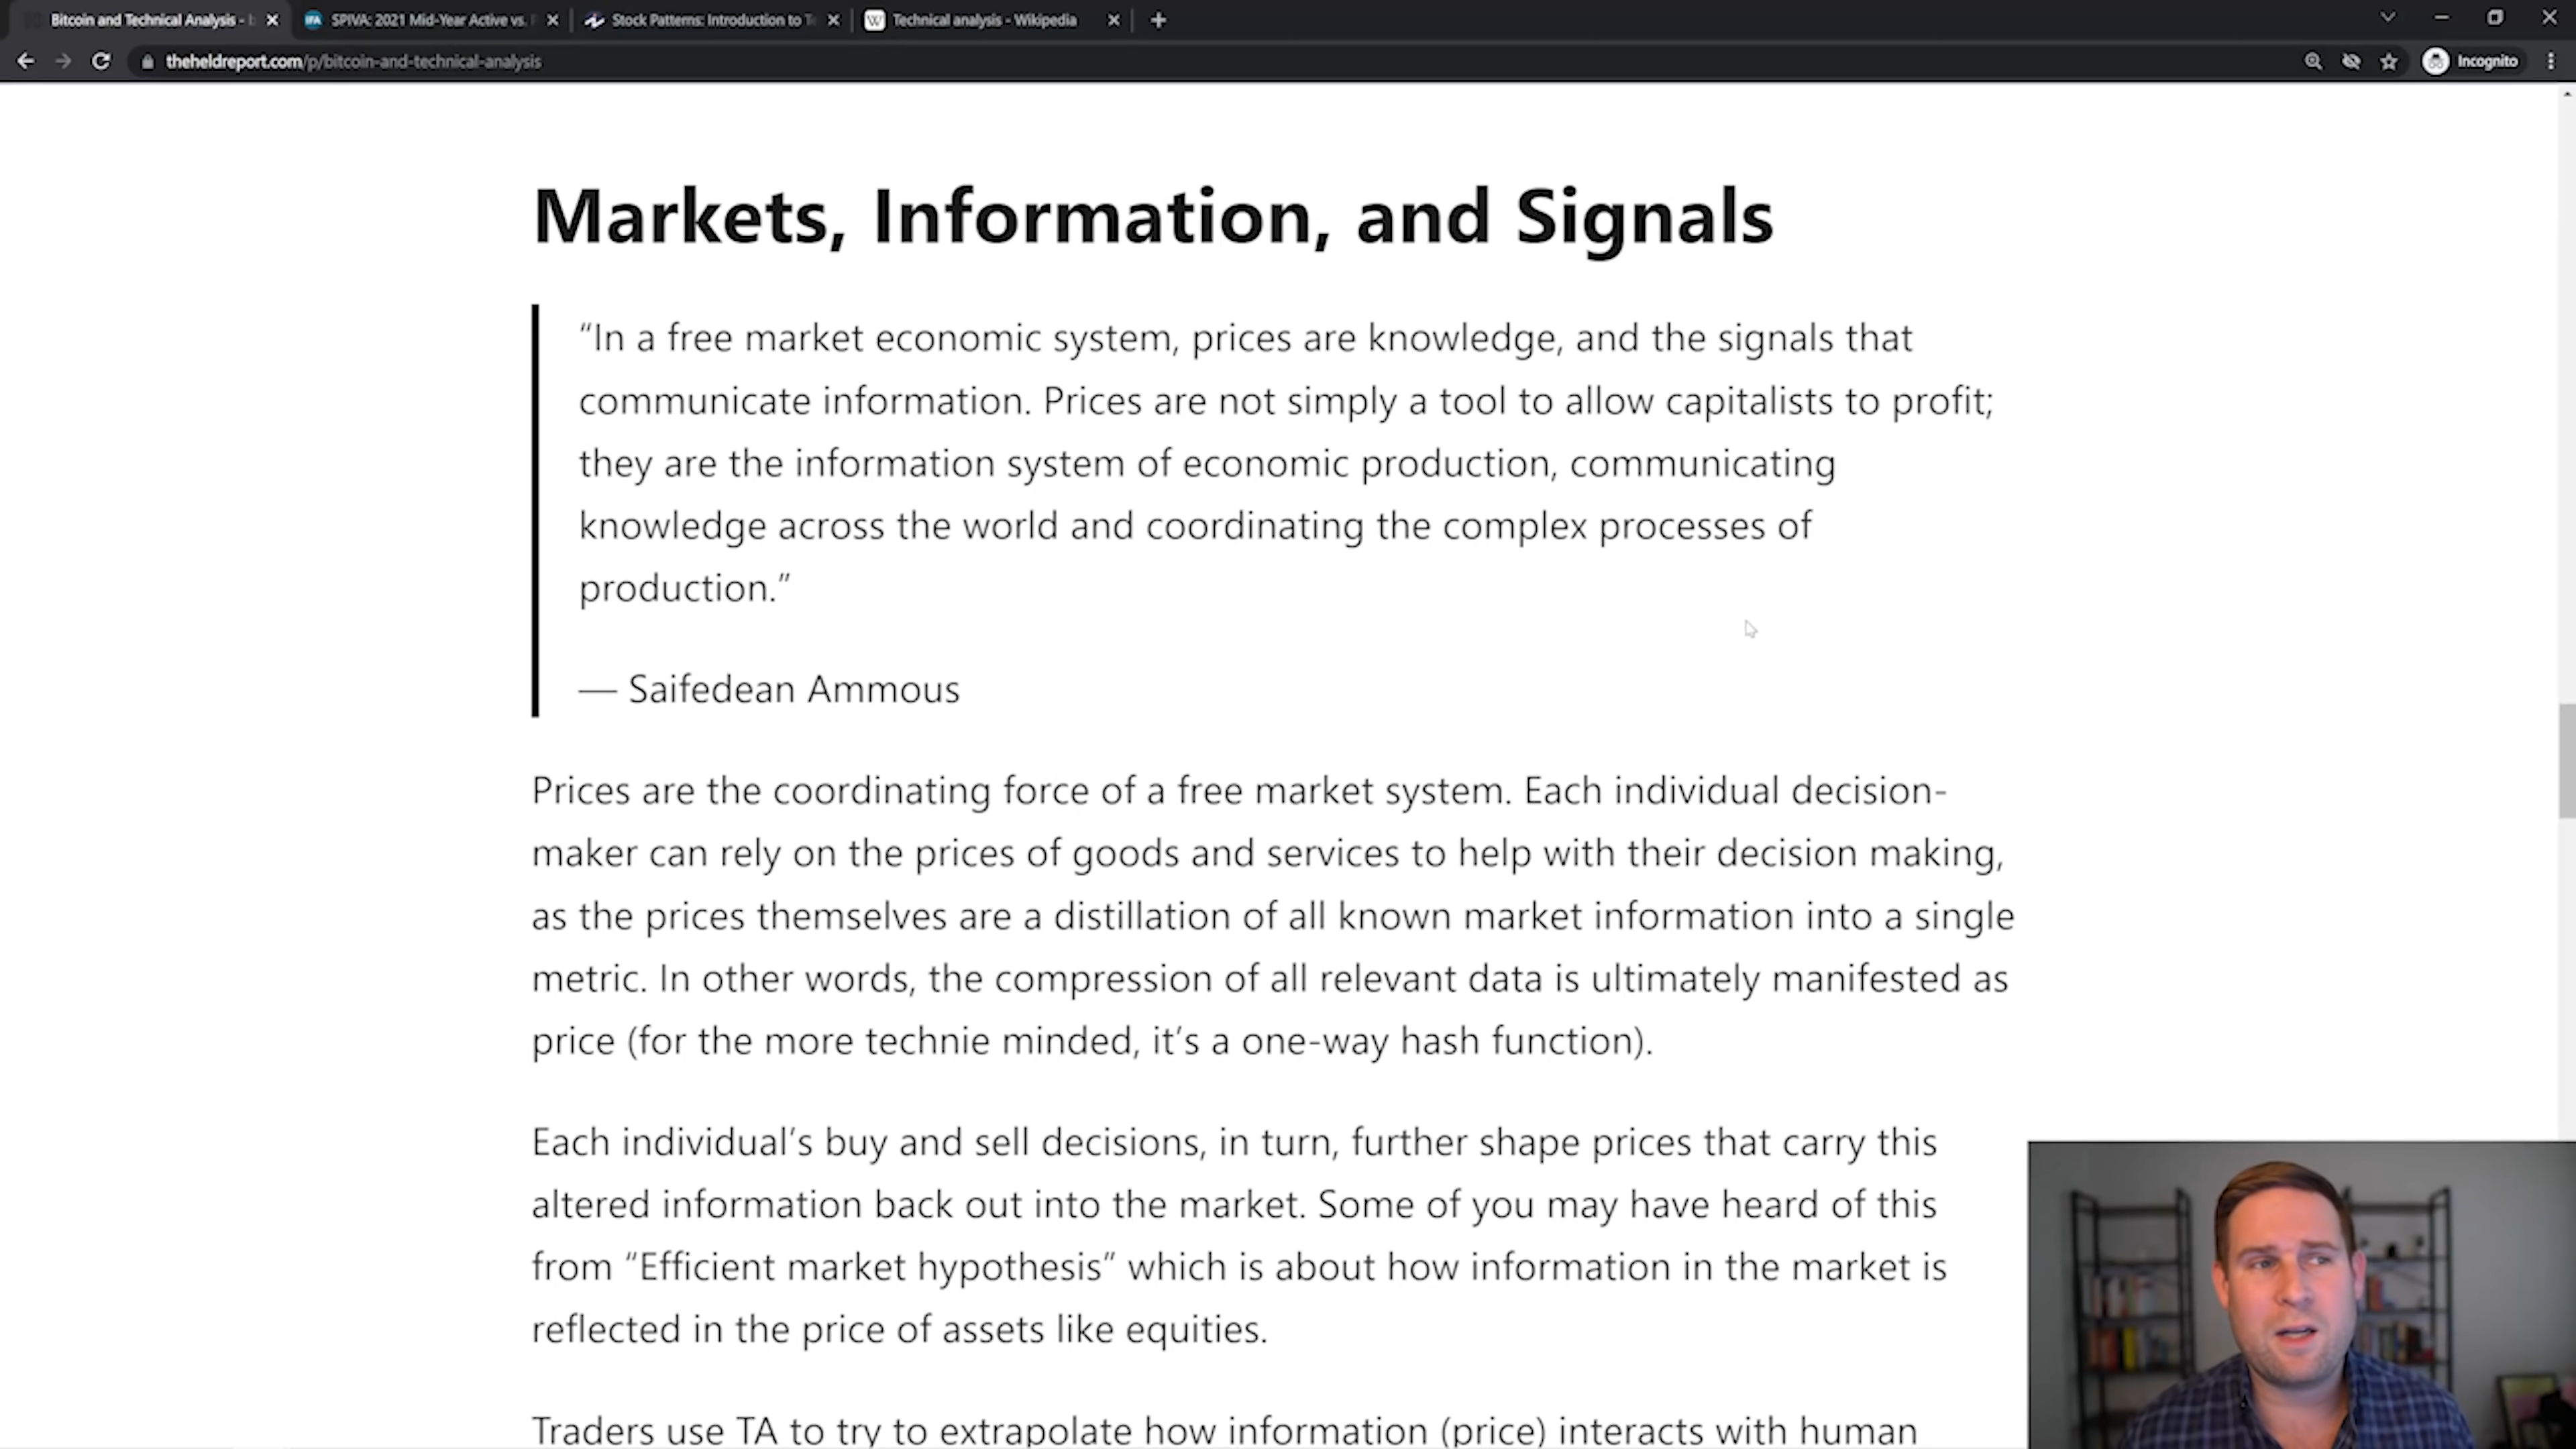 Bitcoin and Technical Analysis -
SPIVA: 2021 Mid-Year Active vs.
Stock Patterns: Introduction to T
Technical analysis - Wikipedia
theheldreport.com/p/bitcoin-and-technical-analysis
Incognito
Markets, Information, and Signals
“In a free market economic system, prices are knowledge, and the signals that
communicate information. Prices are not simply a tool to allow capitalists to profit;
they are the information system of economic production, communicating
knowledge across the world and coordinating the complex processes of
production.”
— Saifedean Ammous
Prices are the coordinating force of a free market system. Each individual decision-
maker can rely on the prices of goods and services to help with their decision making,
as the prices themselves are a distillation of all known market information into a single
metric. In other words, the compression of all relevant data is ultimately manifested as
price (for the more technie minded, it’s a one-way hash function).
Each individual’s buy and sell decisions, in turn, further shape prices that carry this
altered information back out into the market. Some of you may have heard of this
from “Efficient market hypothesis” which is about how information in the market is
reflected in the price of assets like equities.
Traders use TA to try to extrapolate how information (price) interacts with human